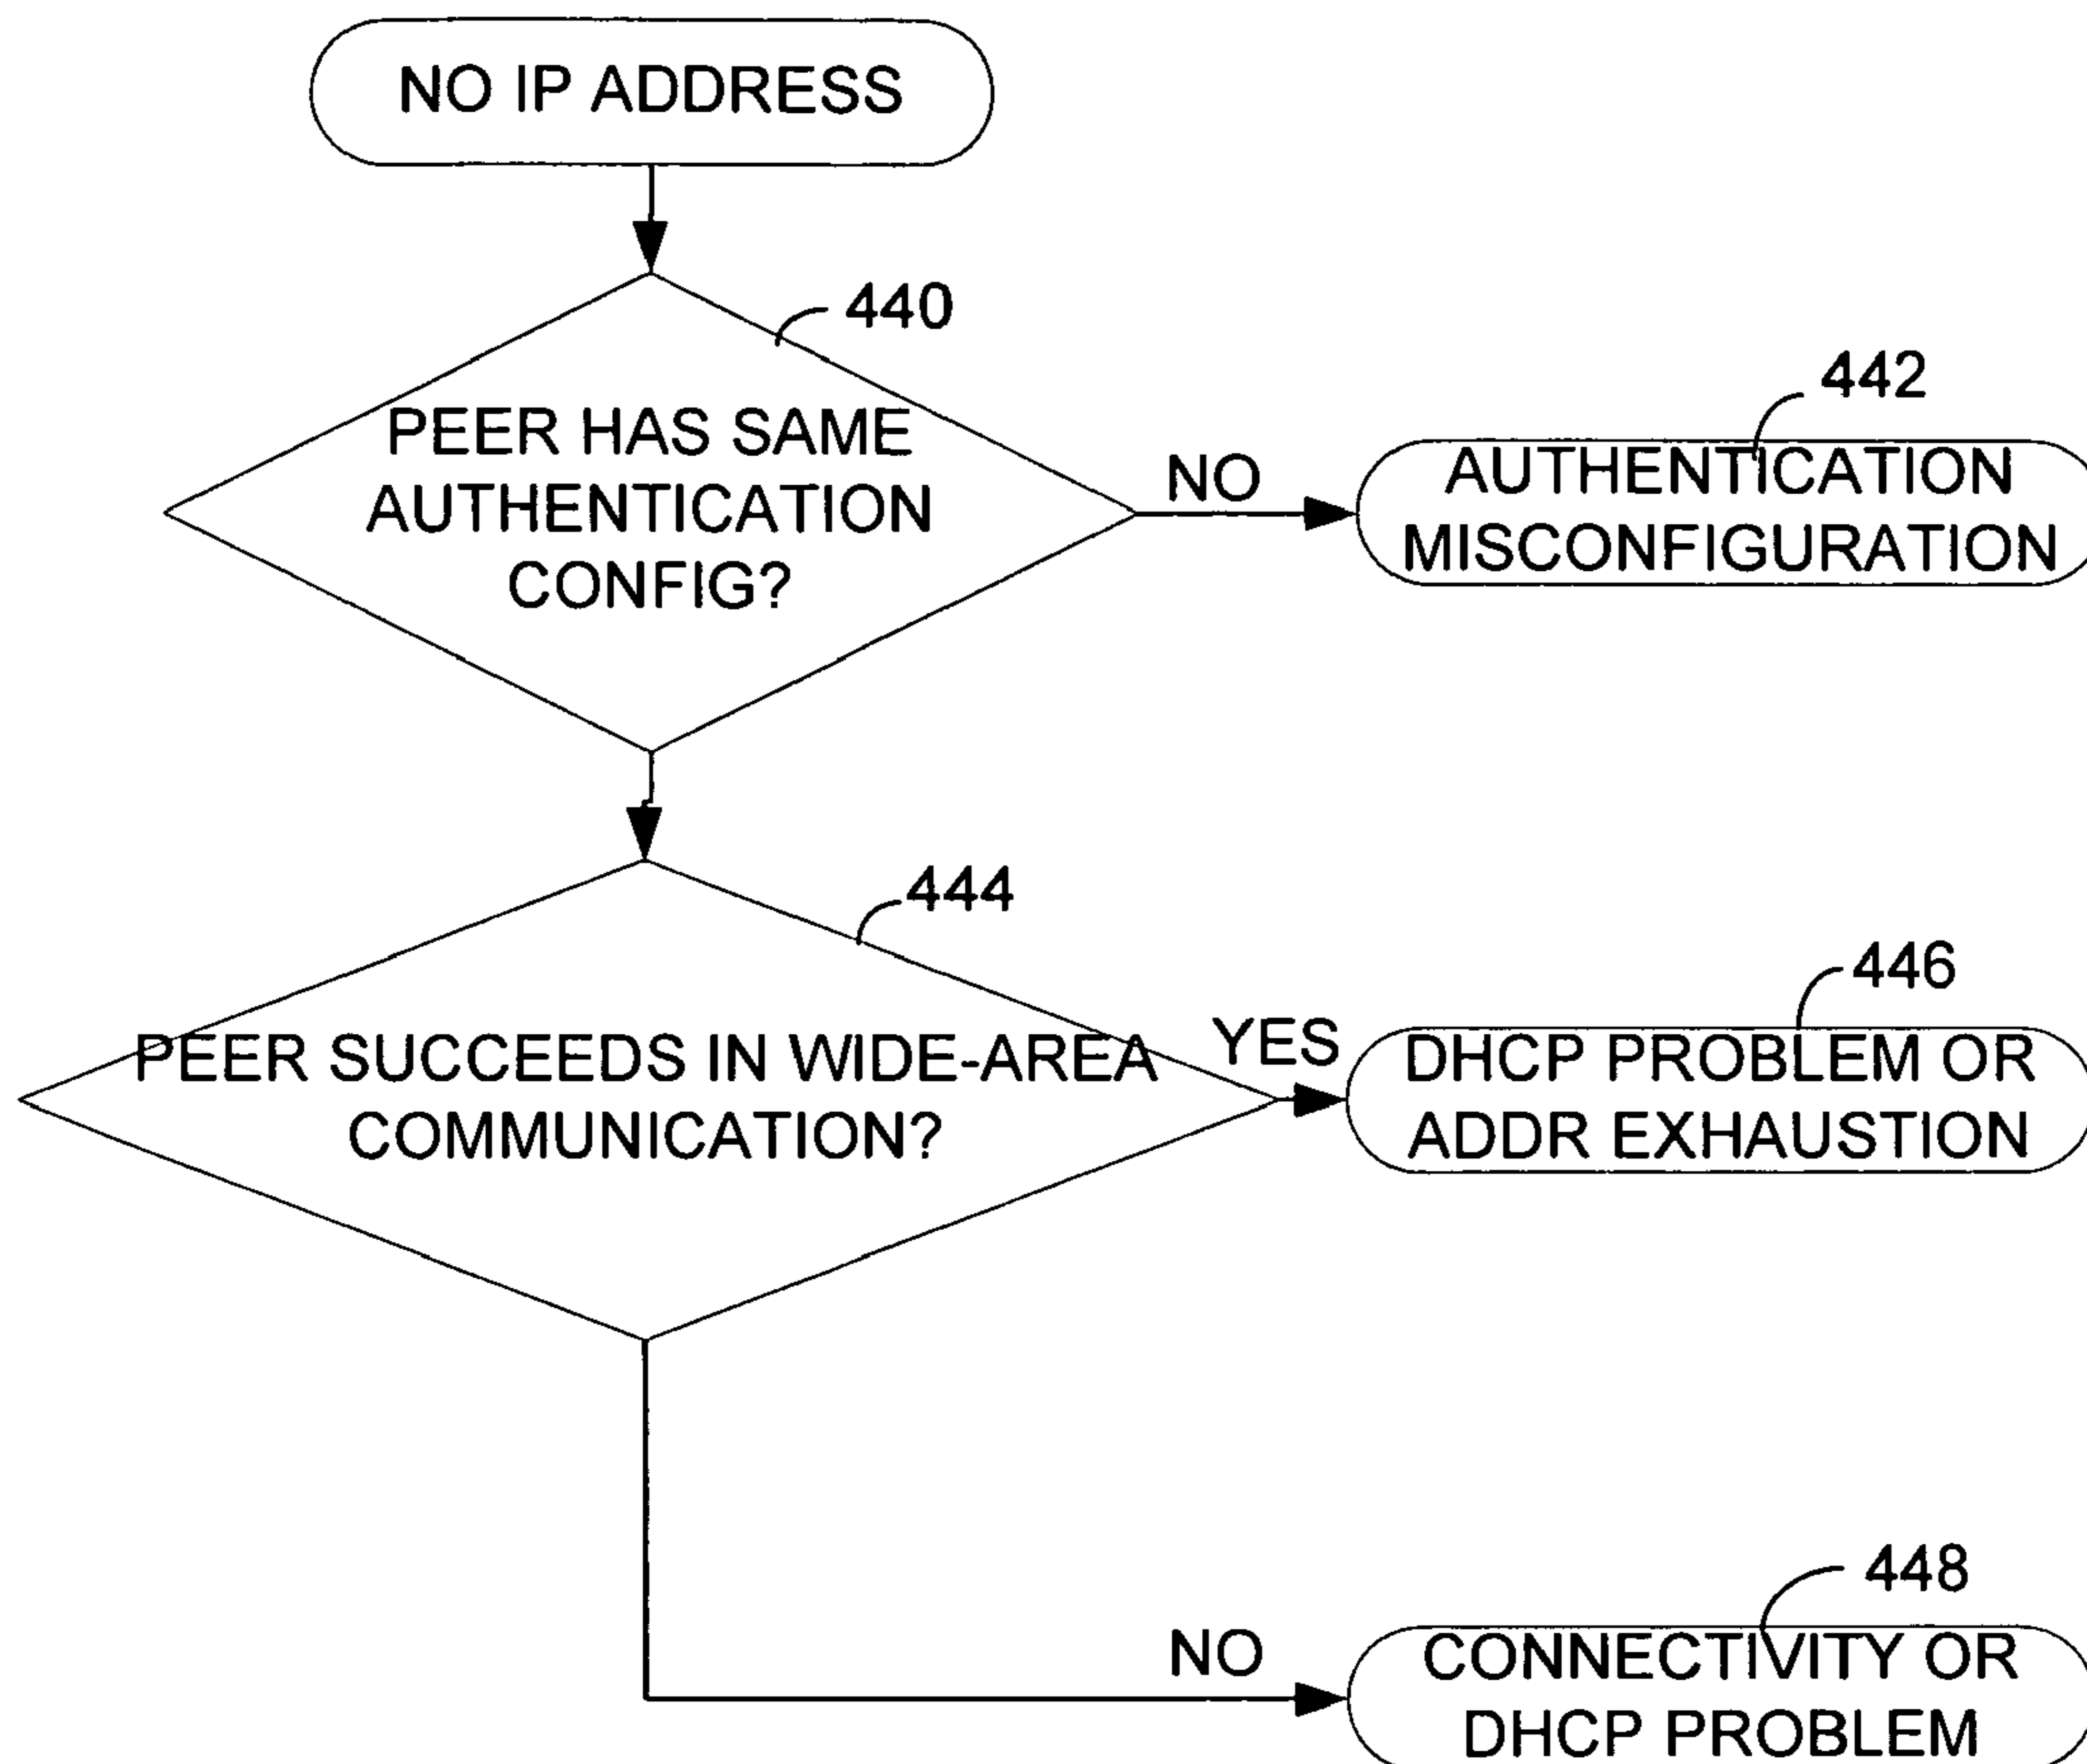 NO IP ADDRESS
440
PEER HAS SAME
AUTHENTICATION
CONFIG?
NO
442
AUTHENTICATION
MISCONFIGURATION
444
PEER SUCCEEDS IN WIDE-AREA
COMMUNICATION?
YES
446
DHCP PROBLEM OR
ADDR EXHAUSTION
NO
448
CONNECTIVITY OR
DHCP PROBLEM